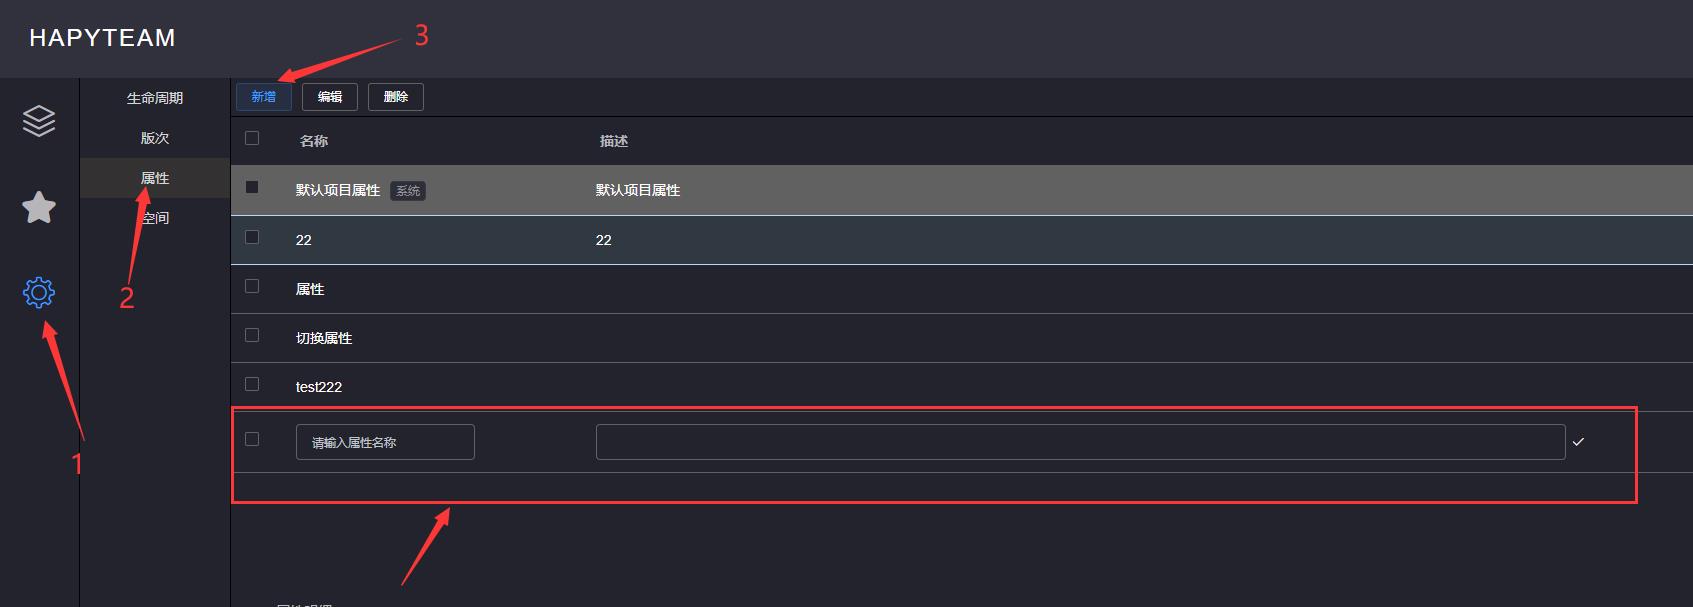 HAPYTEAM
3
生命周期
新增 编辑 删除
版次
名称 描述
属性
默认项目属性 系统 默认项目属性
空间
22 22
2
属性
切换属性
test222
请输入属性名称
1